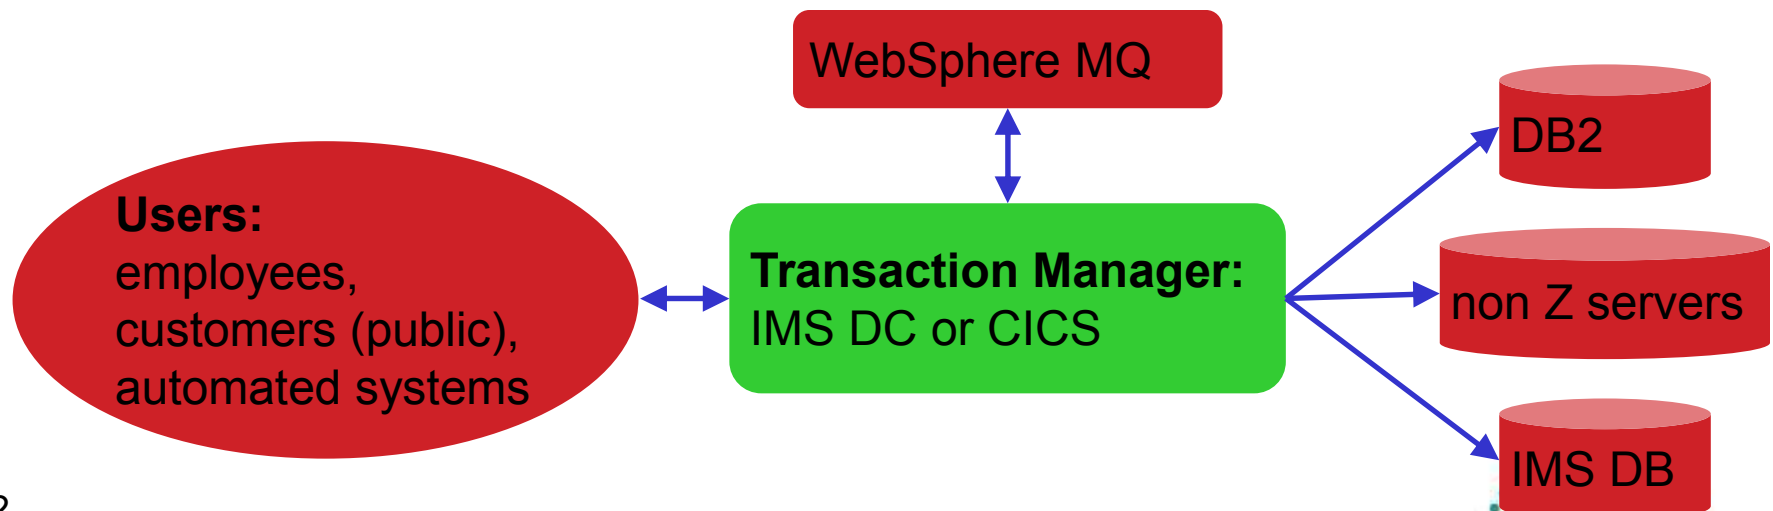 WebSphere MQ
DB2
Users:
employees,
customers (public),
automated systems
Transaction Manager:
IMS DC or CICS
non Z servers
IMS DB
2